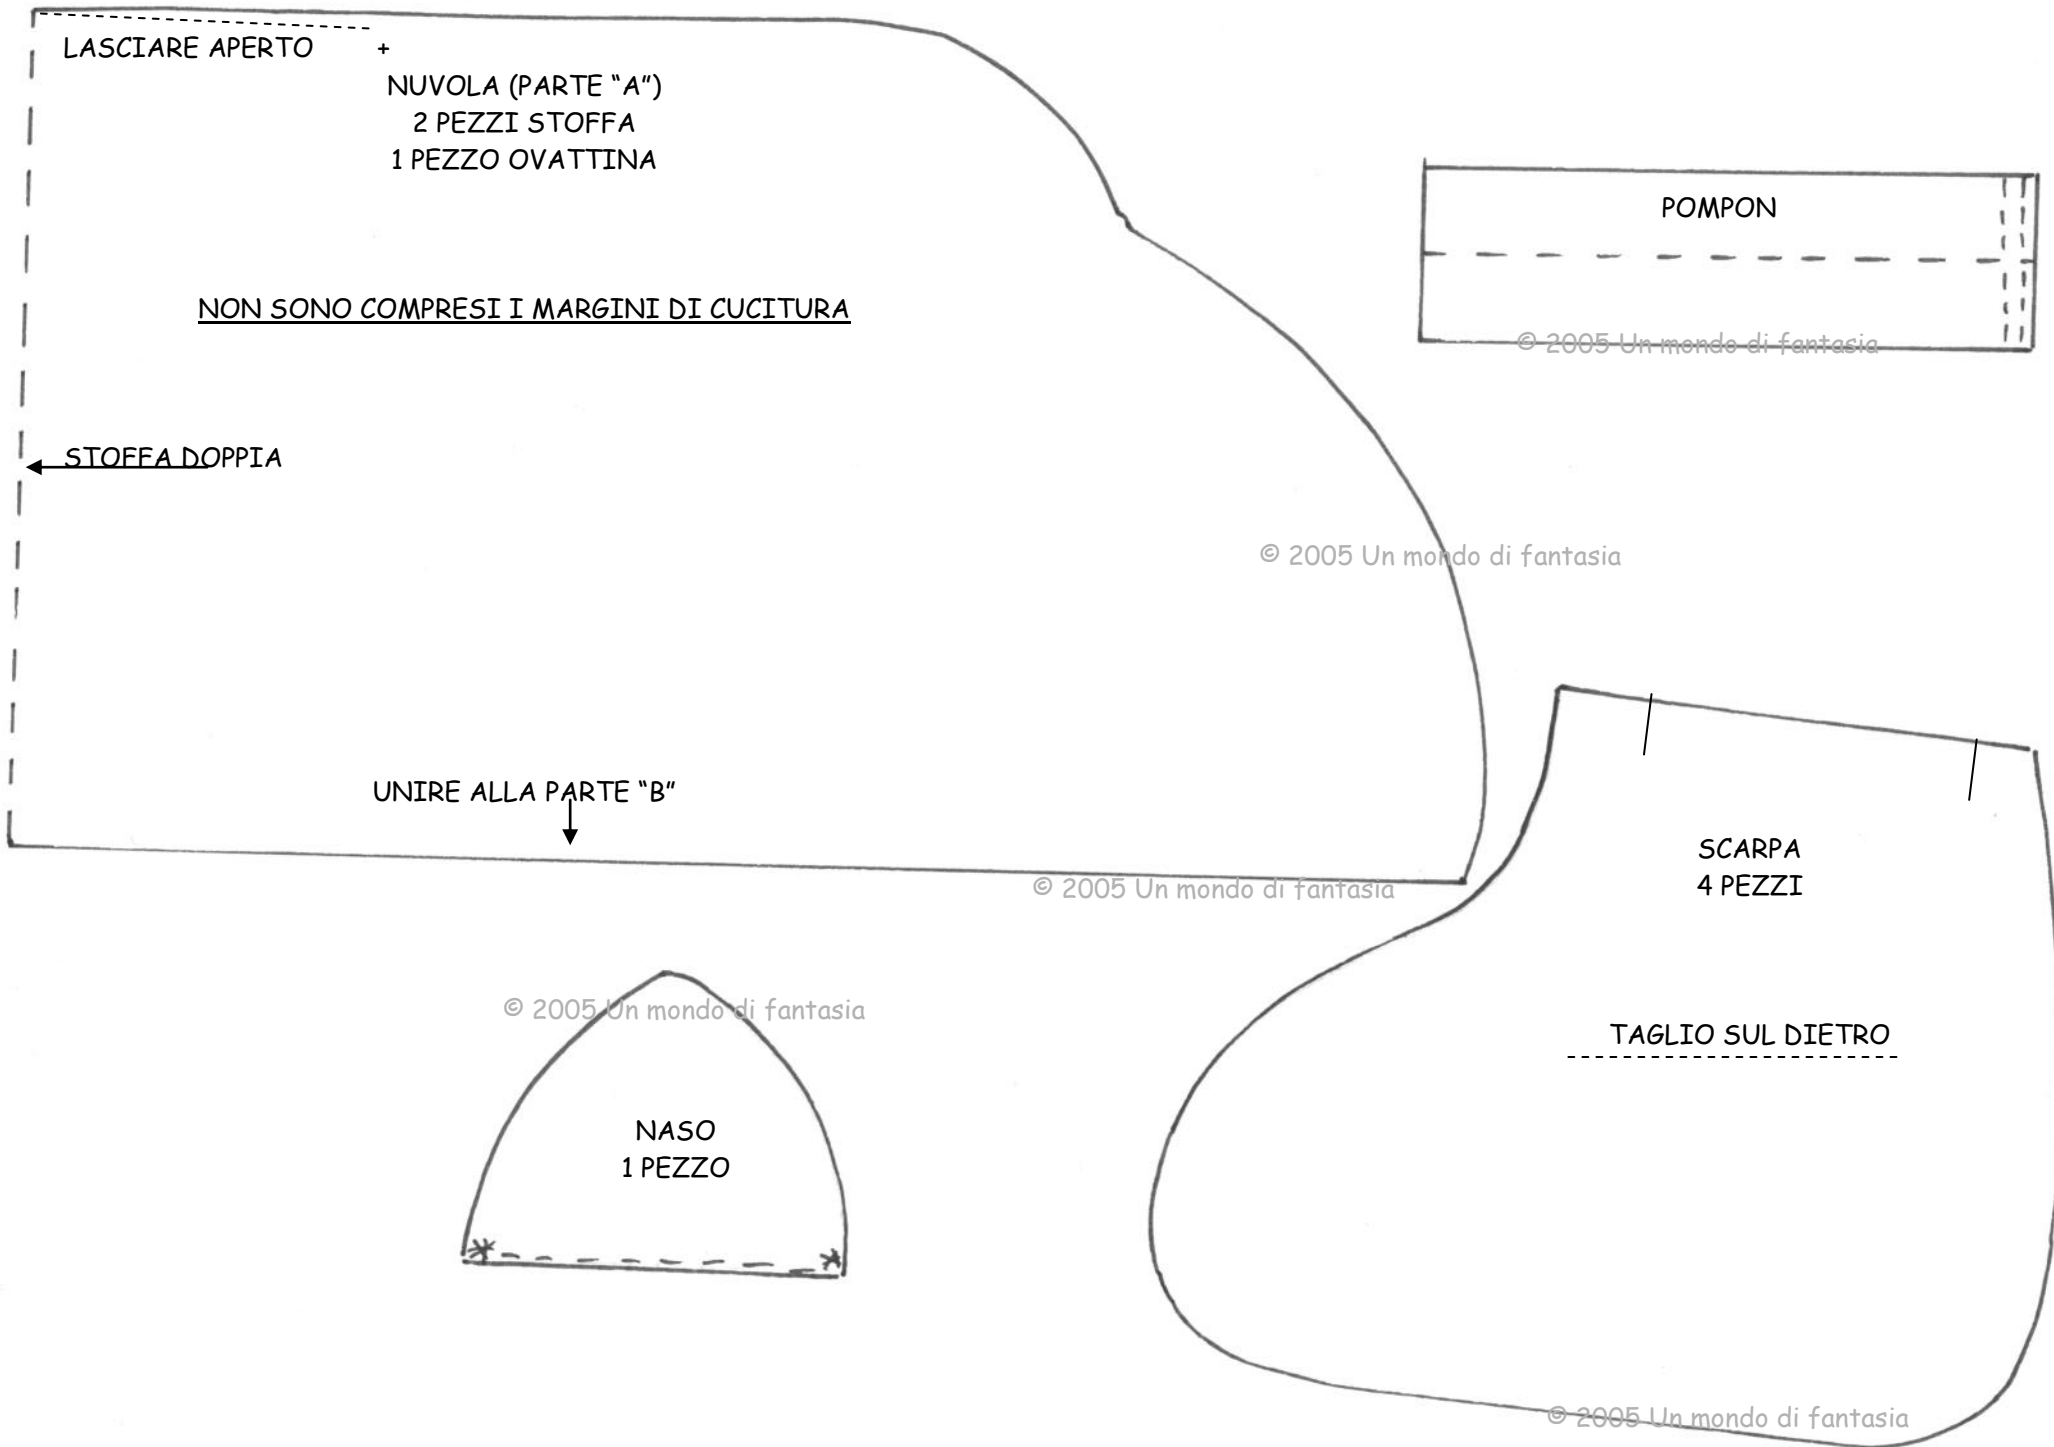 LASCIARE APERTO +
NUVOLA (PARTE “A”)
2 PEZZI STOFFA
1 PEZZO OVATTINA
POMPON
NON SONO COMPRESI I MARGINI DI CUCITURA
© 2005 Un mondo di fantasia
STOFFA DOPPIA
© 2005 Un mondo di fantasia
UNIRE ALLA PARTE “B”
SCARPA
4 PEZZI
© 2005 Un mondo di fantasia
© 2005 Un mondo di fantasia
TAGLIO SUL DIETRO
NASO
1 PEZZO
© 2005 Un mondo di fantasia